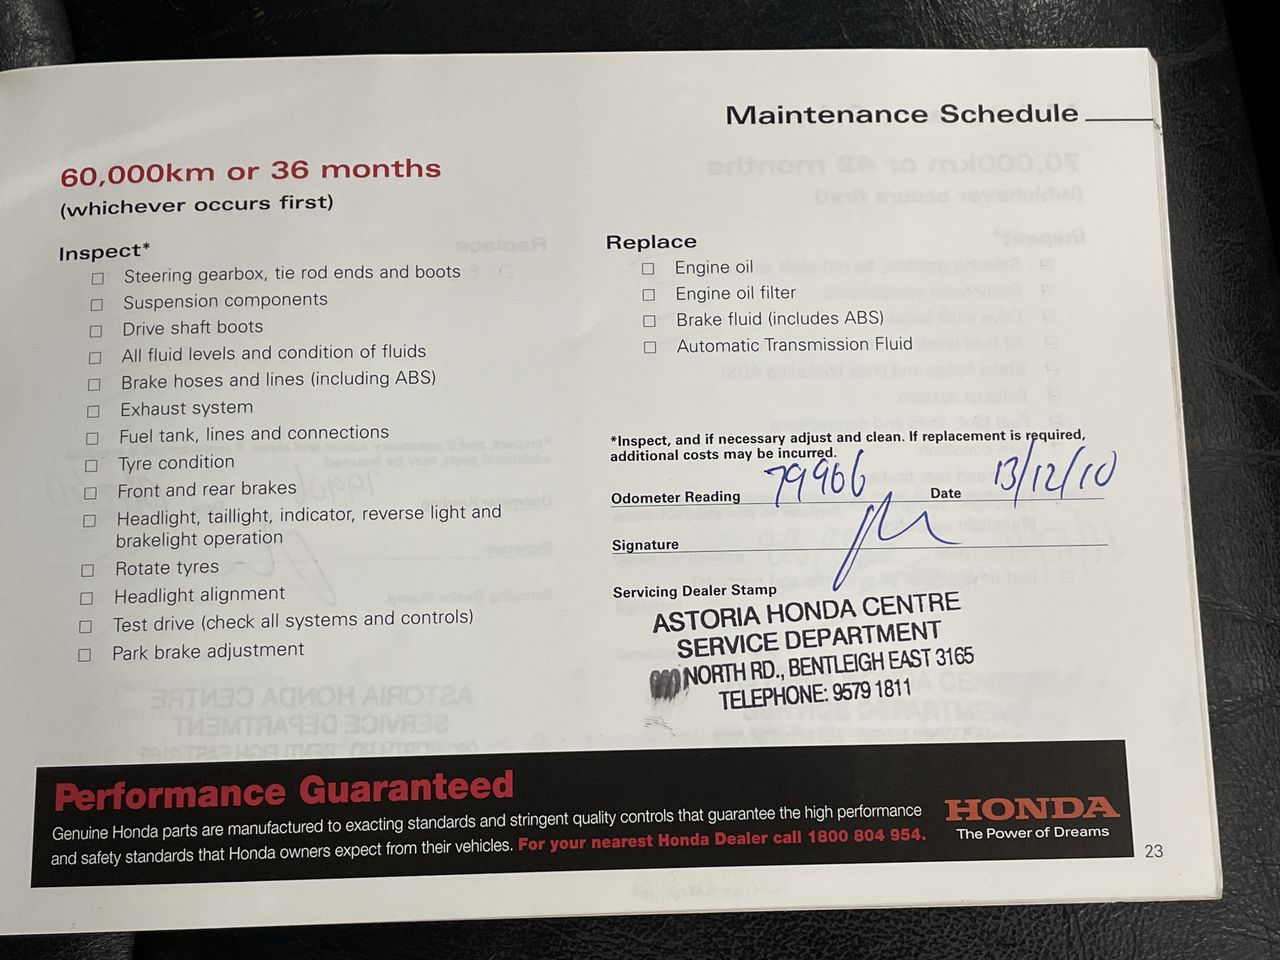 Maintenance Schedule
60,000km or 36 months
(whichever occurs first)
Inspect*
☐ Steering gearbox, tie rod ends and boots
☐ Suspension components
☐ Drive shaft boots
☐ All fluid levels and condition of fluids
☐ Brake hoses and lines (including ABS)
☐ Exhaust system
☐ Fuel tank, lines and connections
☐ Tyre condition
☐ Front and rear brakes
☐ Headlight, taillight, indicator, reverse light and
brakelight operation
☐ Rotate tyres
☐ Headlight alignment
☐ Test drive (check all systems and controls)
☐ Park brake adjustment
Replace
☐ Engine oil
☐ Engine oil filter
☐ Brake fluid (includes ABS)
☐ Automatic Transmission Fluid
*Inspect, and if necessary adjust and clean. If replacement is required,
additional costs may be incurred.
Odometer Reading 79966 Date 13/12/10
Signature
Servicing Dealer Stamp
ASTORIA HONDA CENTRE
SERVICE DEPARTMENT
NORTH RD., BENTLEIGH EAST 3165
TELEPHONE: 9579 1811
Performance Guaranteed
Genuine Honda parts are manufactured to exacting standards and stringent quality controls that guarantee the high performance
and safety standards that Honda owners expect from their vehicles. For your nearest Honda Dealer call 1800 804 954.
HONDA
The Power of Dreams
23